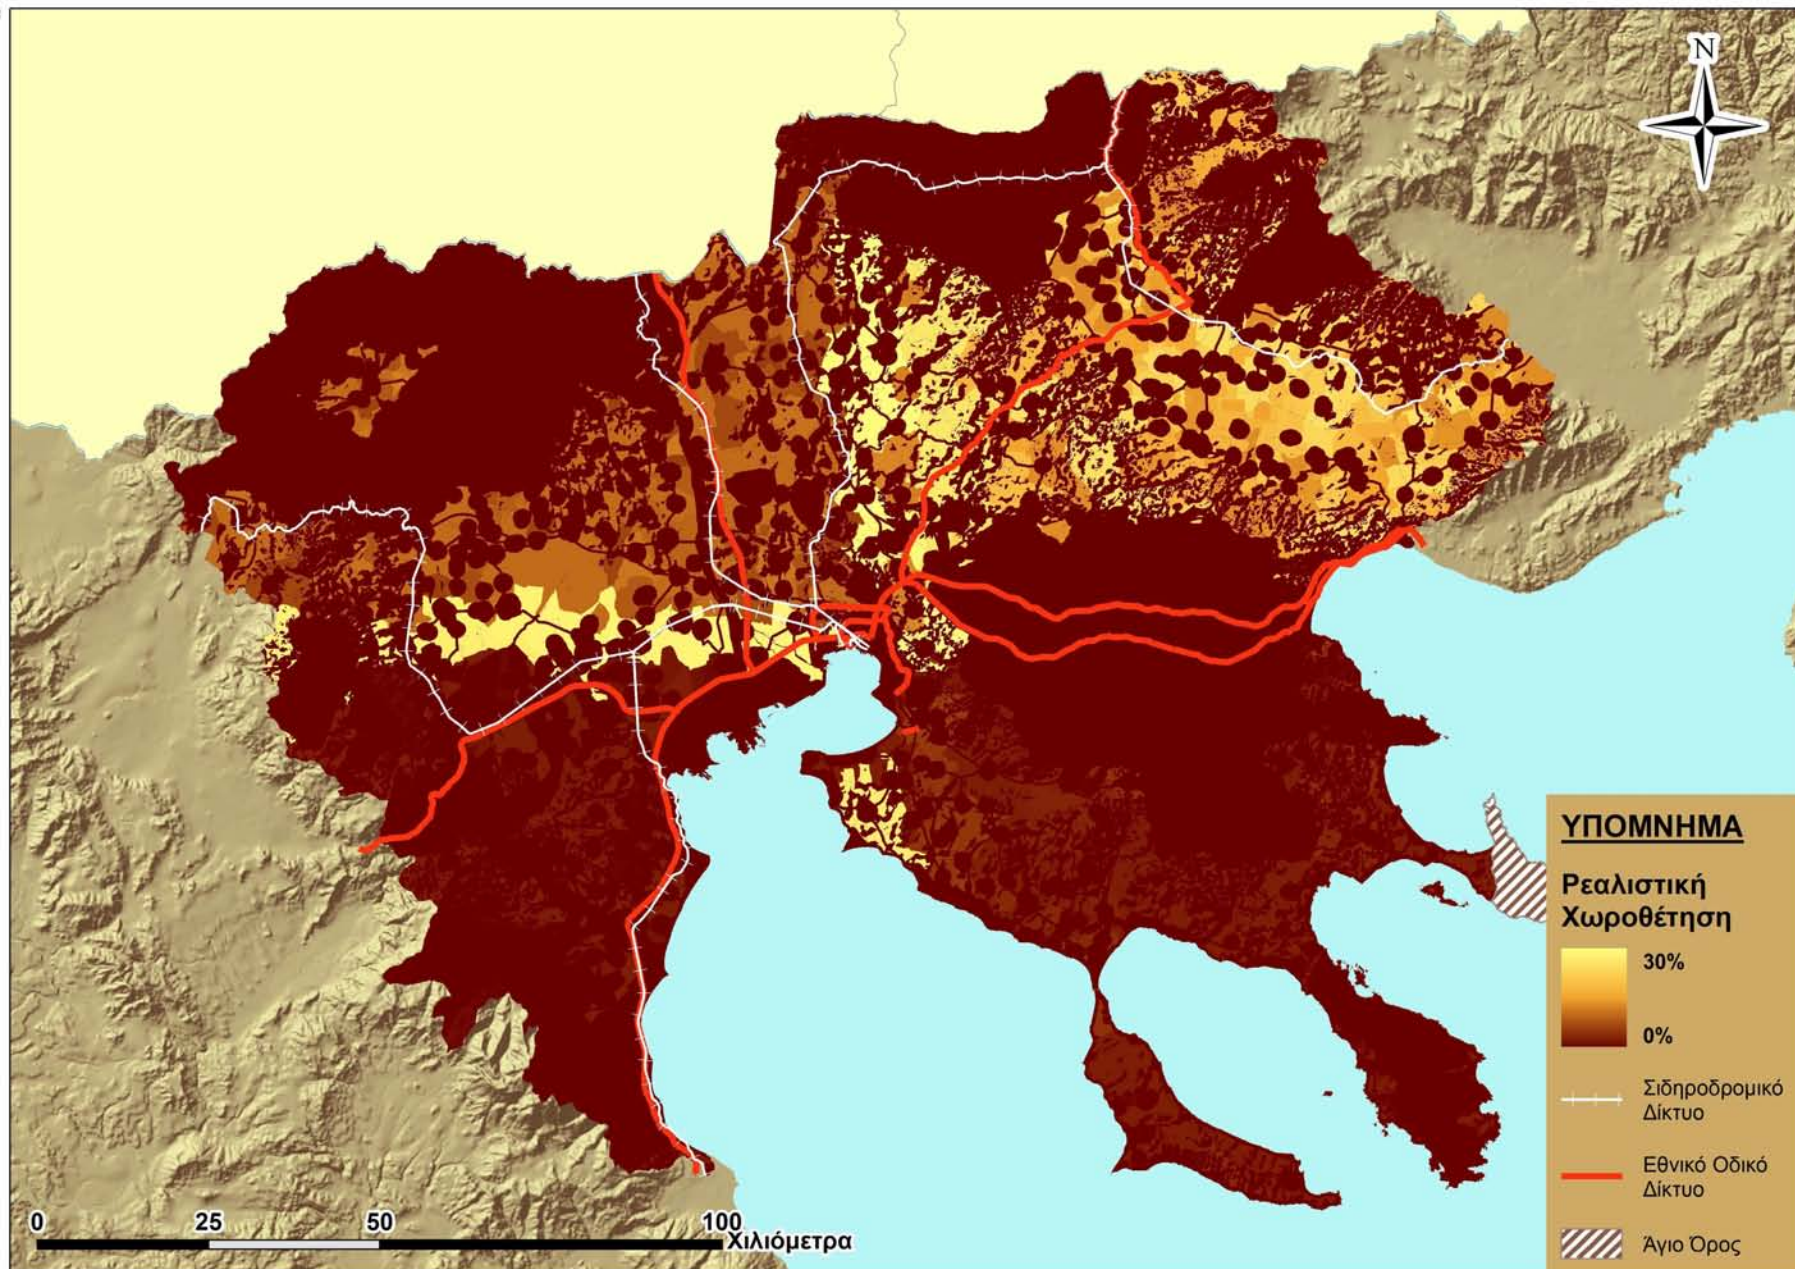 N
ΥΠΟΜΝΗΜΑ
Ρεαλιστική
Χωροθέτηση
30%
0%
Σιδηροδρομικό
Δίκτυο
Εθνικό Οδικό
Δίκτυο
Άγιο Όρος
0 25 50 100
Χιλιόμετρα